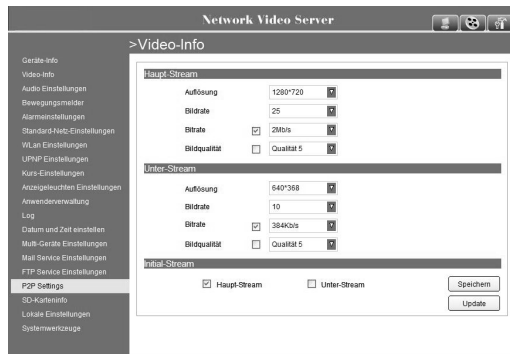 Network Video Server
>Video-Info
Geräte-Info
Video-Info
Audio Einstellungen
Bewegungsmelder
Alarmeinstellungen
Standard-Netz-Einstellungen
WLan Einstellungen
UPNP Einstellungen
Kurs-Einstellungen
Anzeigeleuchten Einstellungen
Anwenderverwaltung
Log
Datum und Zeit einstellen
Multi-Geräte Einstellungen
Mail Service Einstellungen
FTP Service Einstellungen
P2P Settings
SD-Karteninfo
Lokale Einstellungen
Systemwerkzeuge
Haupt-Stream
Auflösung 1280*720
Bildrate 25
Bitrate 2Mb/s
Bildqualität Qualität 5
Unter-Stream
Auflösung 640*368
Bildrate 10
Bitrate 384Kb/s
Bildqualität Qualität 5
Initial-Stream
Haupt-Stream Unter-Stream
Speichern
Update